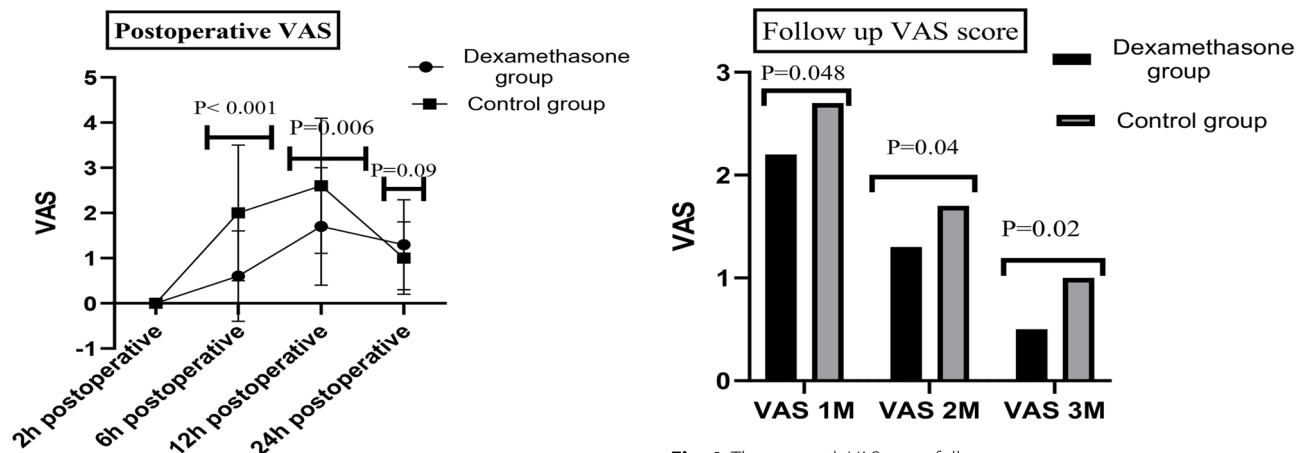 Postoperative VAS
Dexamethasone
group
Control group
5
4
3
2
1
0
-1
VAS
P< 0.001
P=0.006
P=0.09
2h postoperative
6h postoperative
12h postoperative
24h postoperative
Follow up VAS score
Dexamethasone
group
Control group
3
2
1
0
VAS
P=0.048
P=0.04
P=0.02
VAS 1M
VAS 2M
VAS 3M